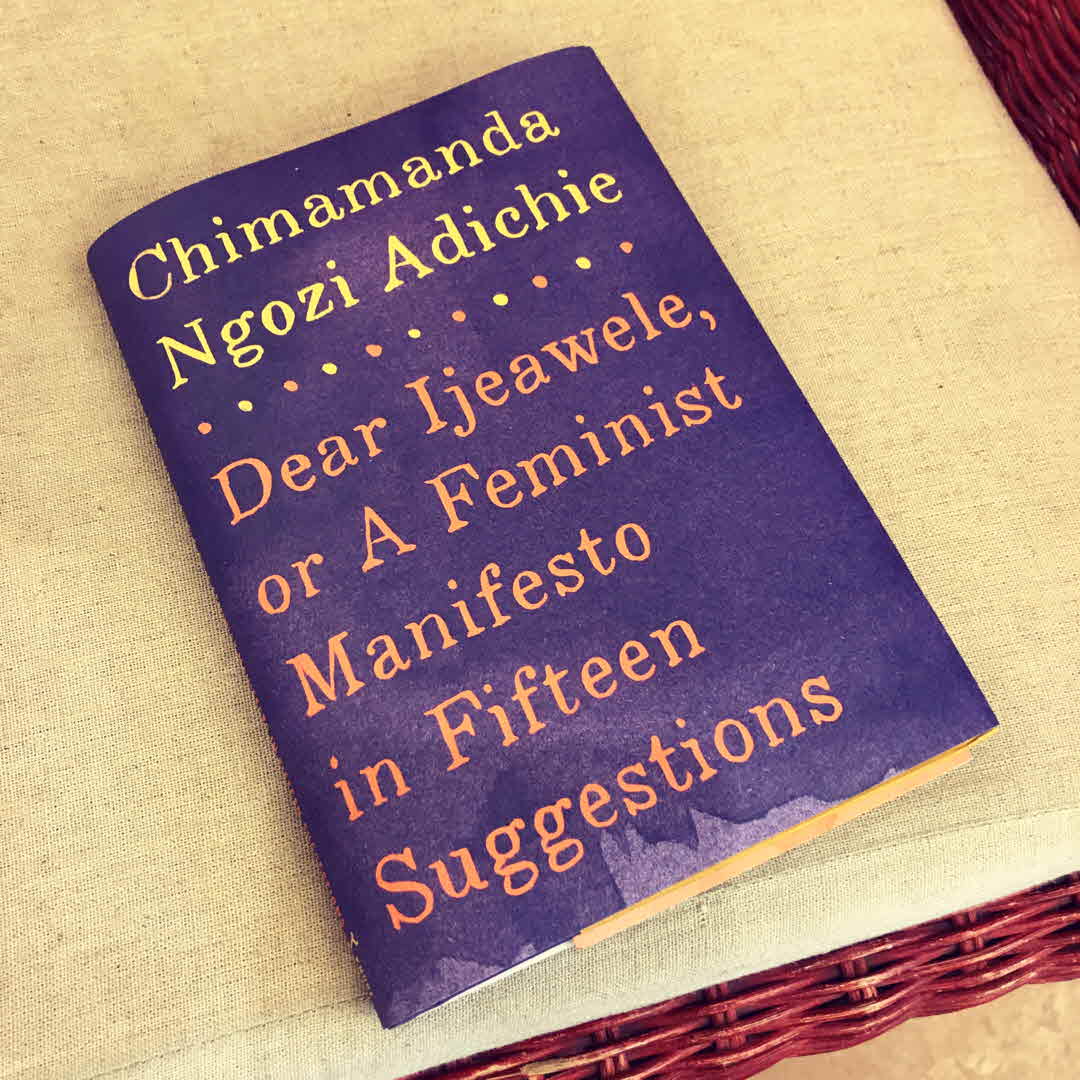 Chimamanda
Ngozi Adichie
Dear Ijeawele,
or A Feminist
Manifesto
in Fifteen
Suggestions